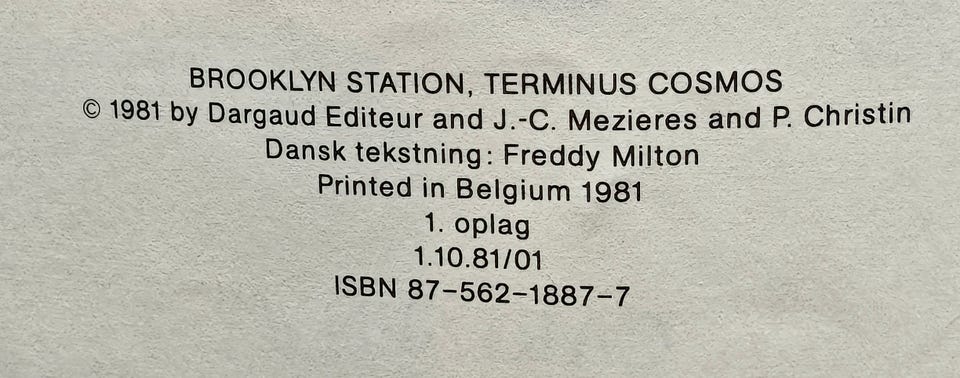 BROOKLYN STATION, TERMINUS COSMOS
© 1981 by Dargaud Editeur and J.-C. Mezieres and P. Christin
Dansk tekstning: Freddy Milton
Printed in Belgium 1981
1. oplag
1.10.81/01
ISBN 87-562-1887-7